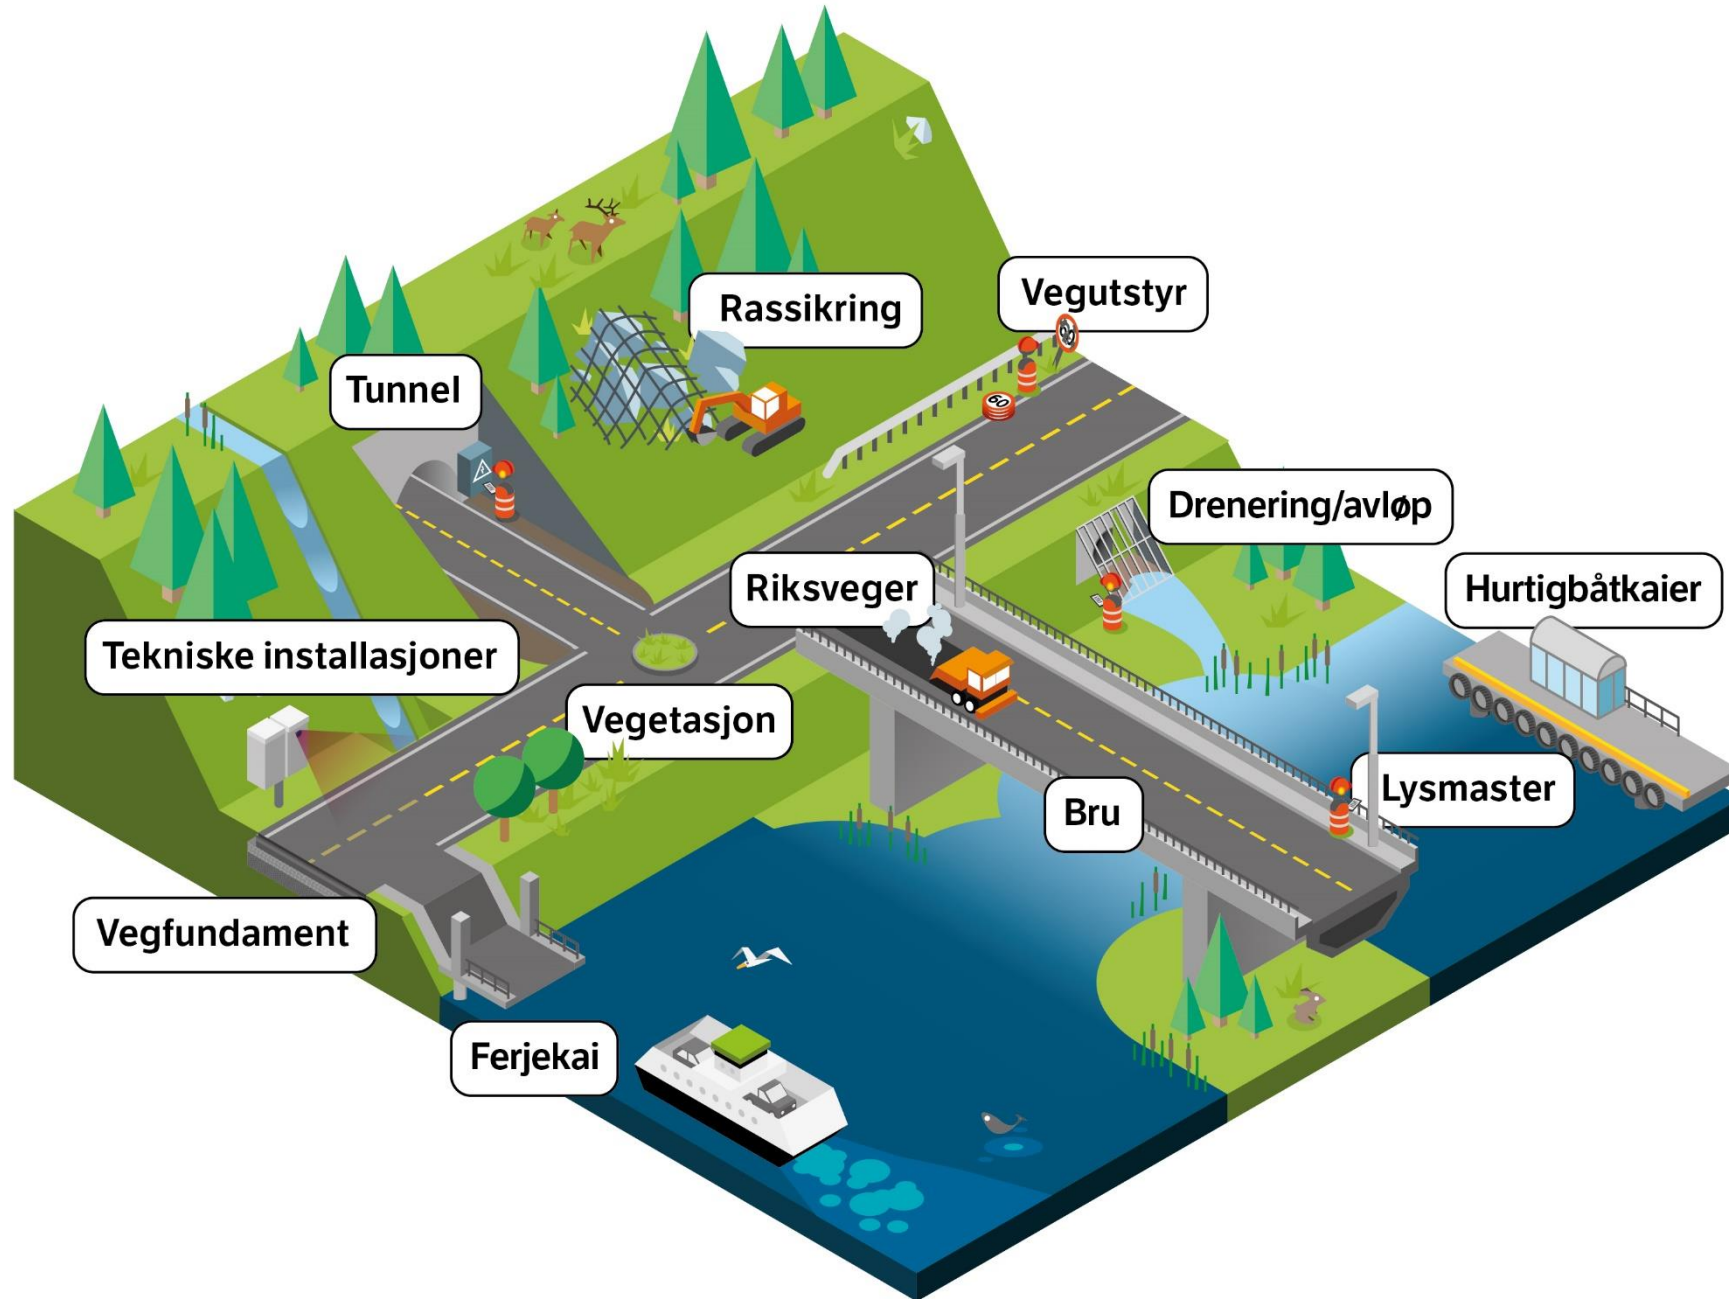 Vegutstyr
Rassikring
Tunnel
60
Drenering/avløp
Riksveger
Hurtigbåtkaier
Tekniske installasjoner
Vegetasjon
Lysmaster
Bru
Vegfundament
Ferjekai